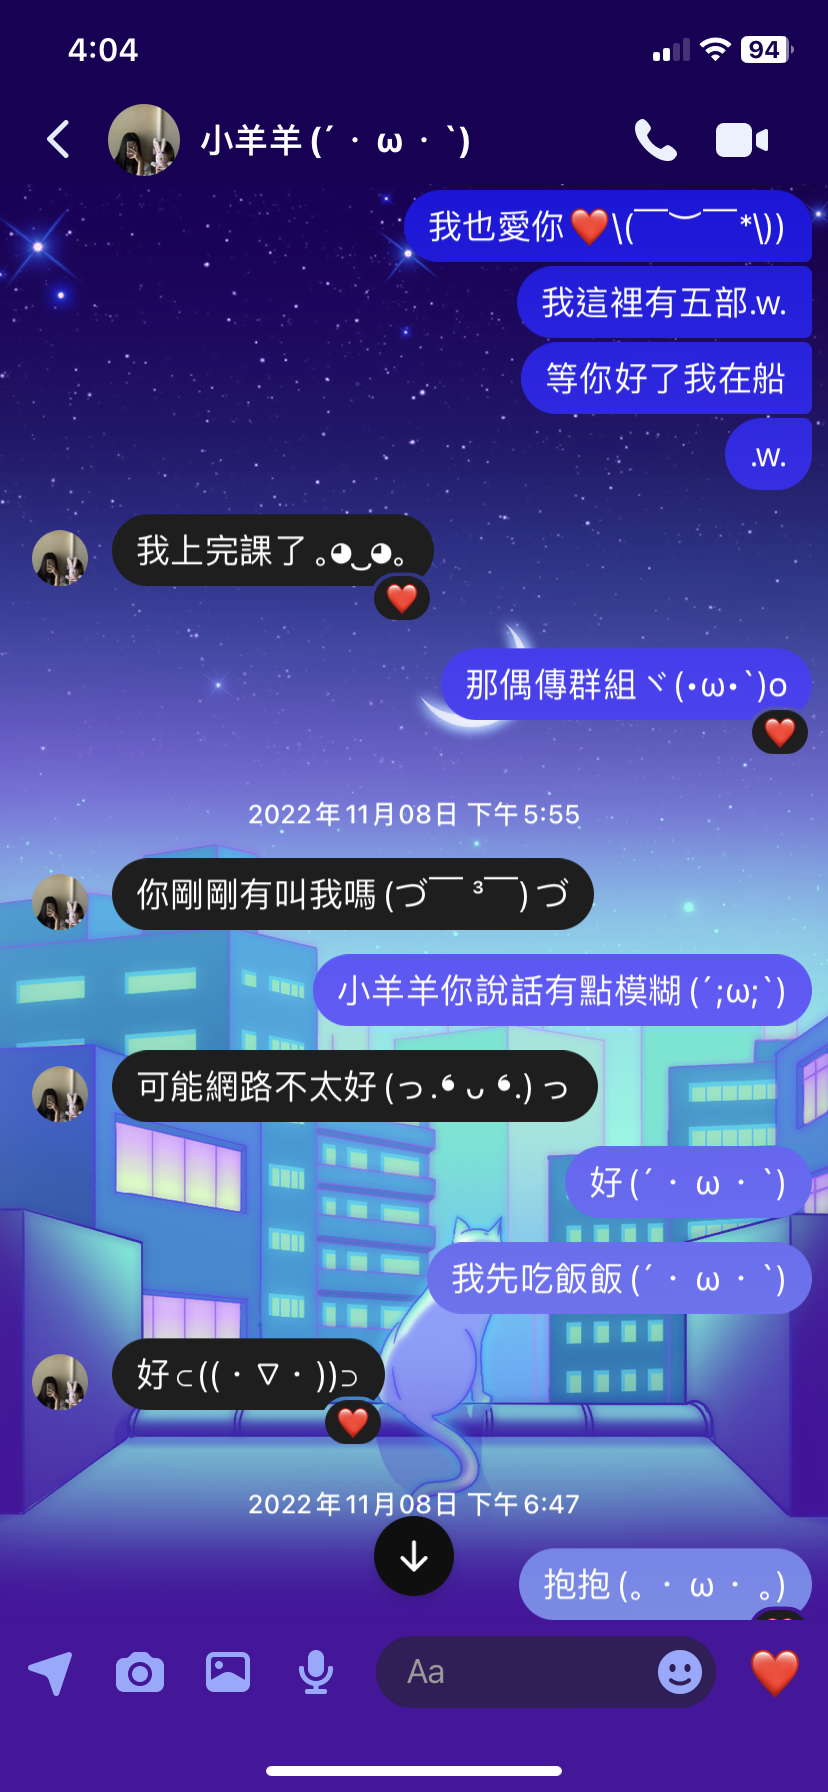 4:04
94
小羊羊(´・ω・`)
我也愛你❤️\(￣︶￣*\))
我這裡有五部.w.
等你好了我在船
.w.
我上完課了 ｡◕‿◕｡
那偶傳群組ヾ(•ω•`)o
2022年11月08日 下午5:55
你剛剛有叫我嗎(づ￣ ³￣)づ
小羊羊你說話有點模糊(´;ω;`)
可能網路不太好(っ.❛ ᴗ ❛.)っ
好(´・ω・`)
我先吃飯飯(´・ω・`)
好⊂((・▽・))⊃
2022年11月08日 下午6:47
抱抱(｡・ω・｡)
Aa